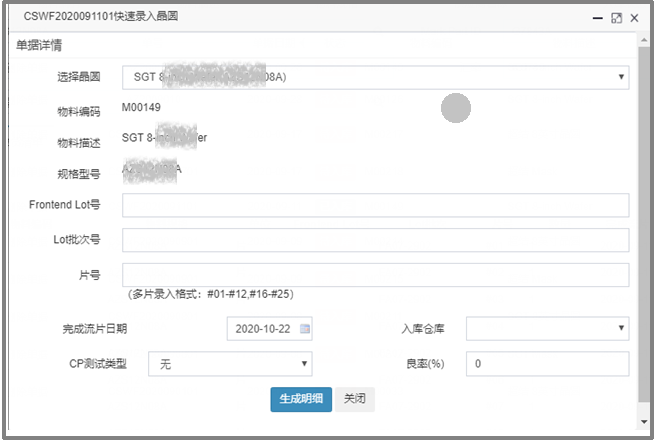 CSWF2020091101快速录入晶圆
单据详情
选择晶圆 SGT 8-
物料编码 M00149
物料描述 SGT 8-
规格型号
Frontend Lot号
Lot批次号
片号
（多片录入格式：#01-#12,#16-#25）
完成流片日期 2020-10-22 入库仓库
CP测试类型 无 良率(%) 0
生成明细 关闭